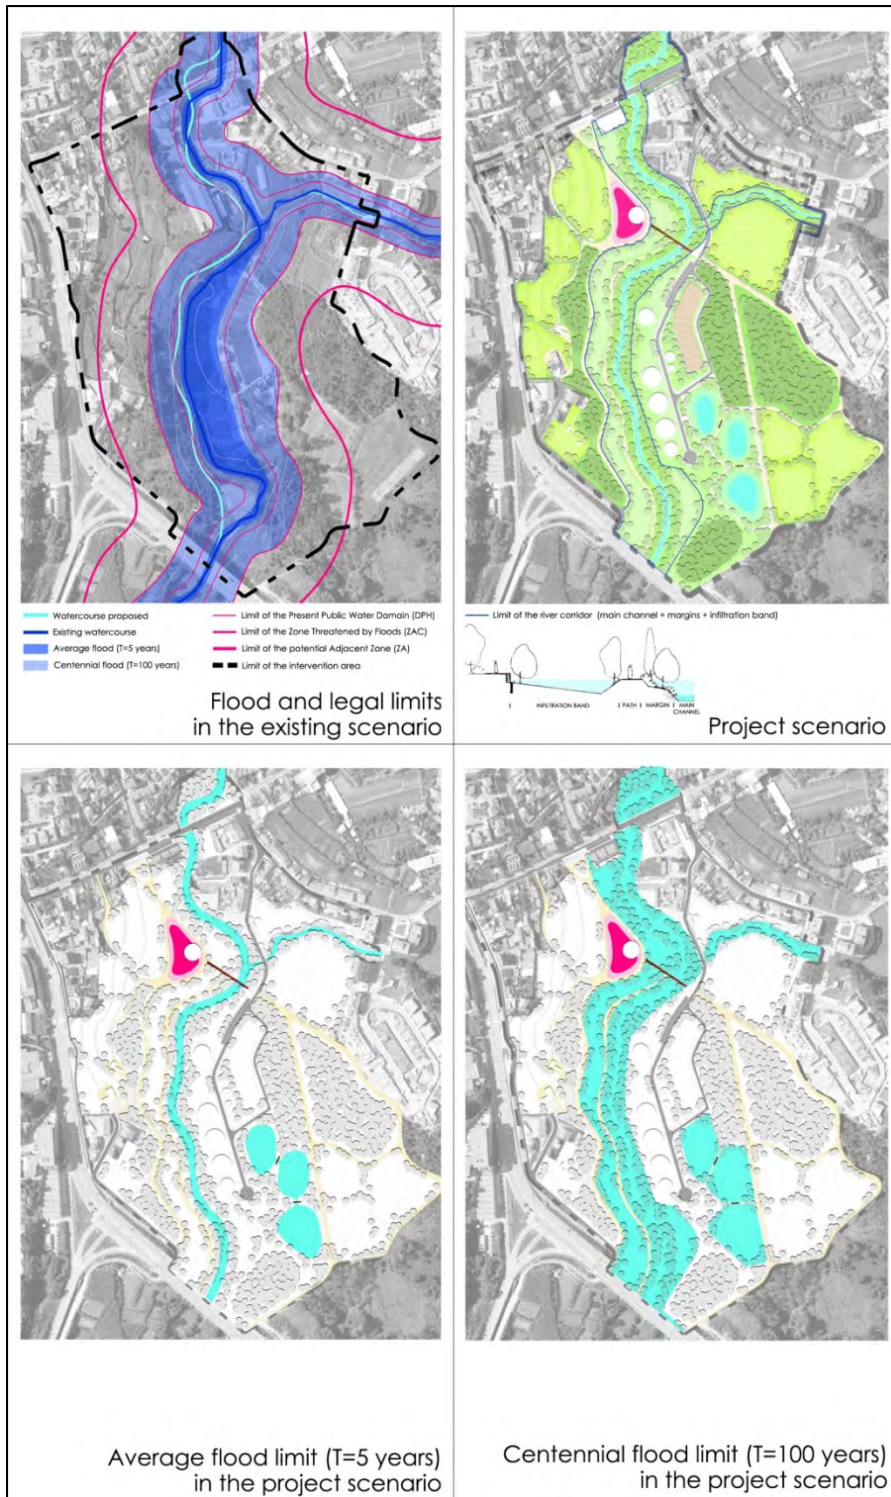 Watercourse proposed
Existing watercourse
Average flood (T=5 years)
Centennial flood (T=100 years)
Limit of the Present Public Water Domain (DPH)
Limit of the Zone Threatened by Floods (ZAC)
Limit of the potential Adjacent Zone (ZA)
Limit of the intervention area
Flood and legal limits
in the existing scenario
Limit of the river corridor (main channel + margins + infiltration band)
INFILTRATION BAND
PATH
MARGIN
MAIN
CHANNEL
Project scenario
Average flood limit (T=5 years)
in the project scenario
Centennial flood limit (T=100 years)
in the project scenario